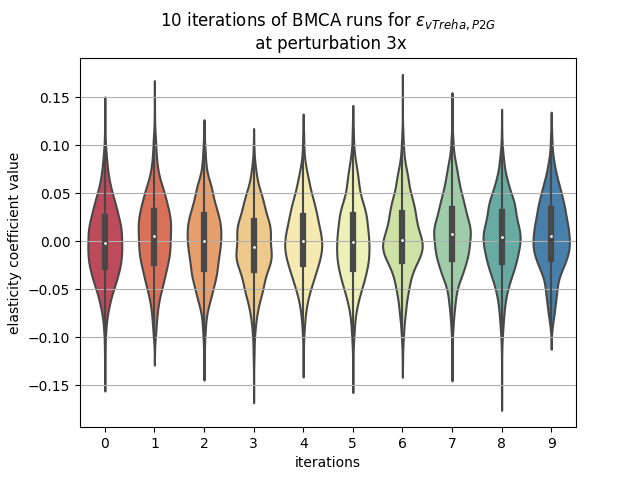 10 iterations of BMCA runs for ε_{vTreha, P2G}
at perturbation 3x
elasticity coefficient value
0.15
0.10
0.05
0.00
−0.05
−0.10
−0.15
0 1 2 3 4 5 6 7 8 9
iterations